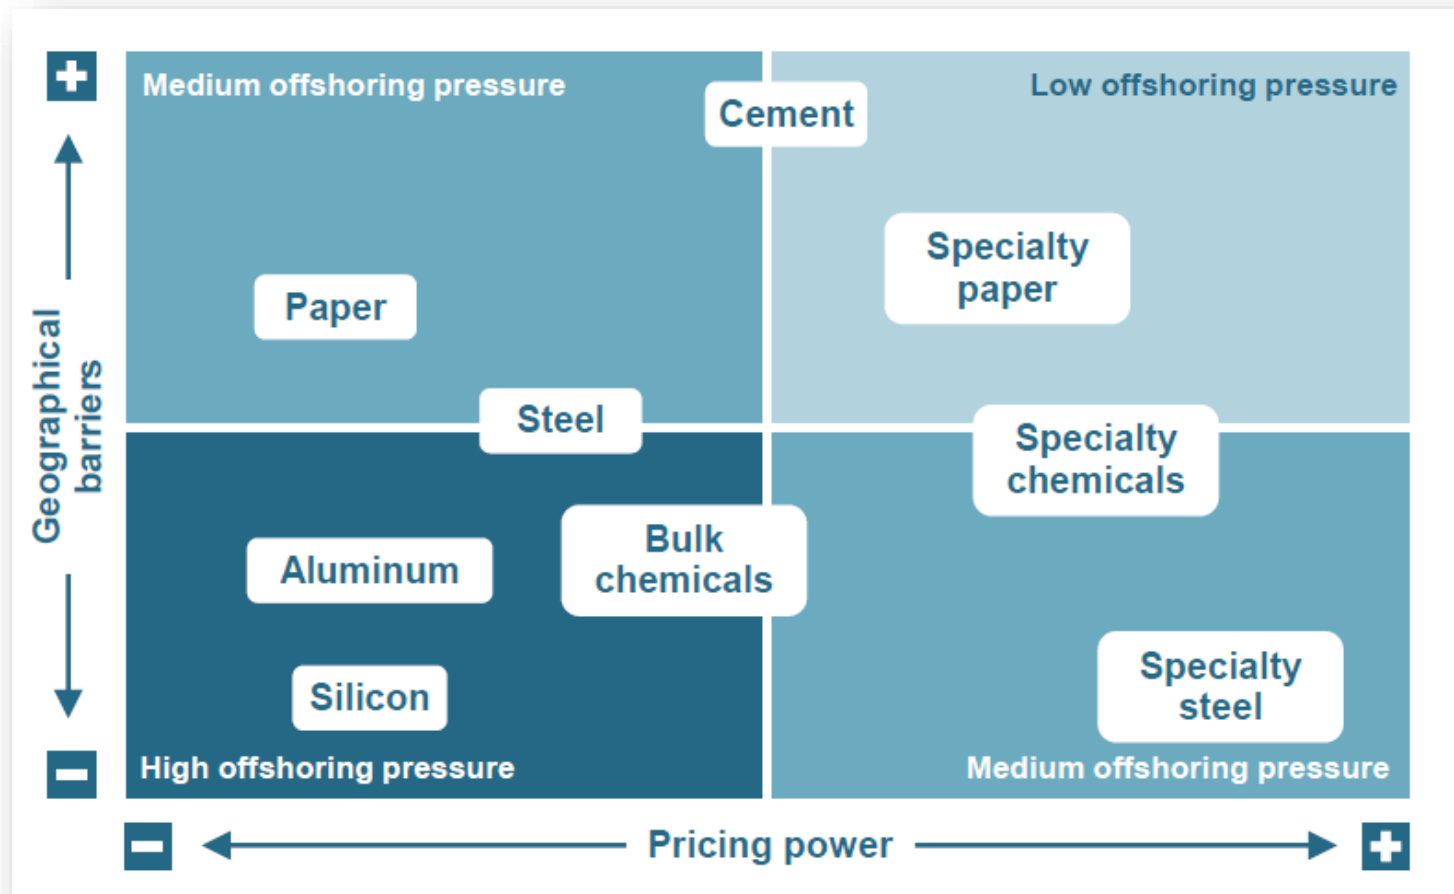 Medium offshoring pressure
Low offshoring pressure
Cement
Specialty
paper
Paper
Steel
Specialty
chemicals
Bulk
chemicals
Aluminum
Specialty
steel
Silicon
High offshoring pressure
Medium offshoring pressure
Geographical
barriers
Pricing power